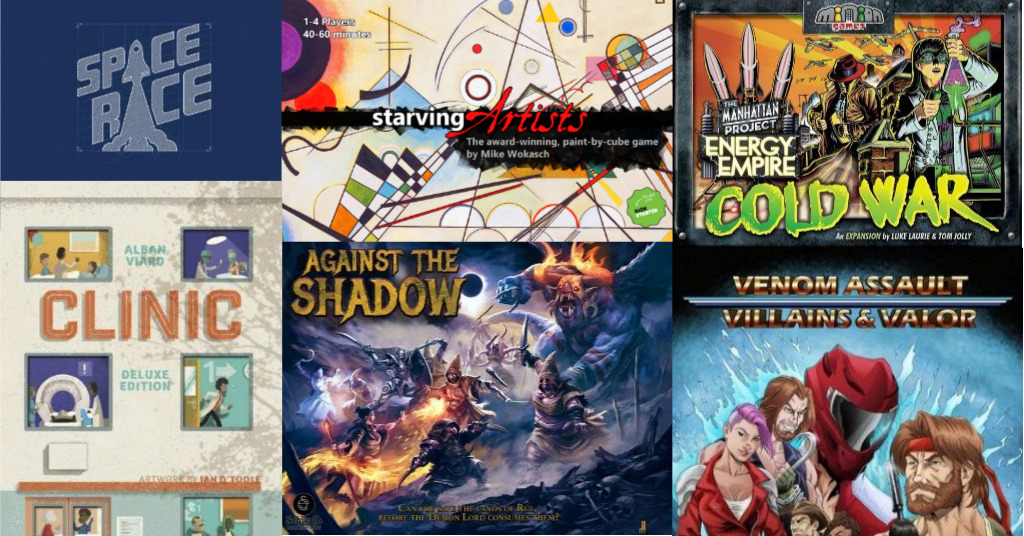 SPACE
RACE
1-4 Players
40-60 minutes
starving Artists
The award-winning, paint-by-cube game
by Mike Wokasch
minion
games
THE
MANHATTAN
PROJECT
ENERGY
EMPIRE
COLD WAR
An EXPANSION by LUKE LAURIE & TOM JOLLY
ALBAN
VIARD
CLINIC
DELUXE
EDITION
ARTWORK BY IAN O'TOOLE
AGAINST THE
SHADOW
CAN YOU SAVE THE LANDS OF RÚL,
BEFORE THE DEMON LORD CONSUMES THEM?
VENOM ASSAULT
VILLAINS & VALOR